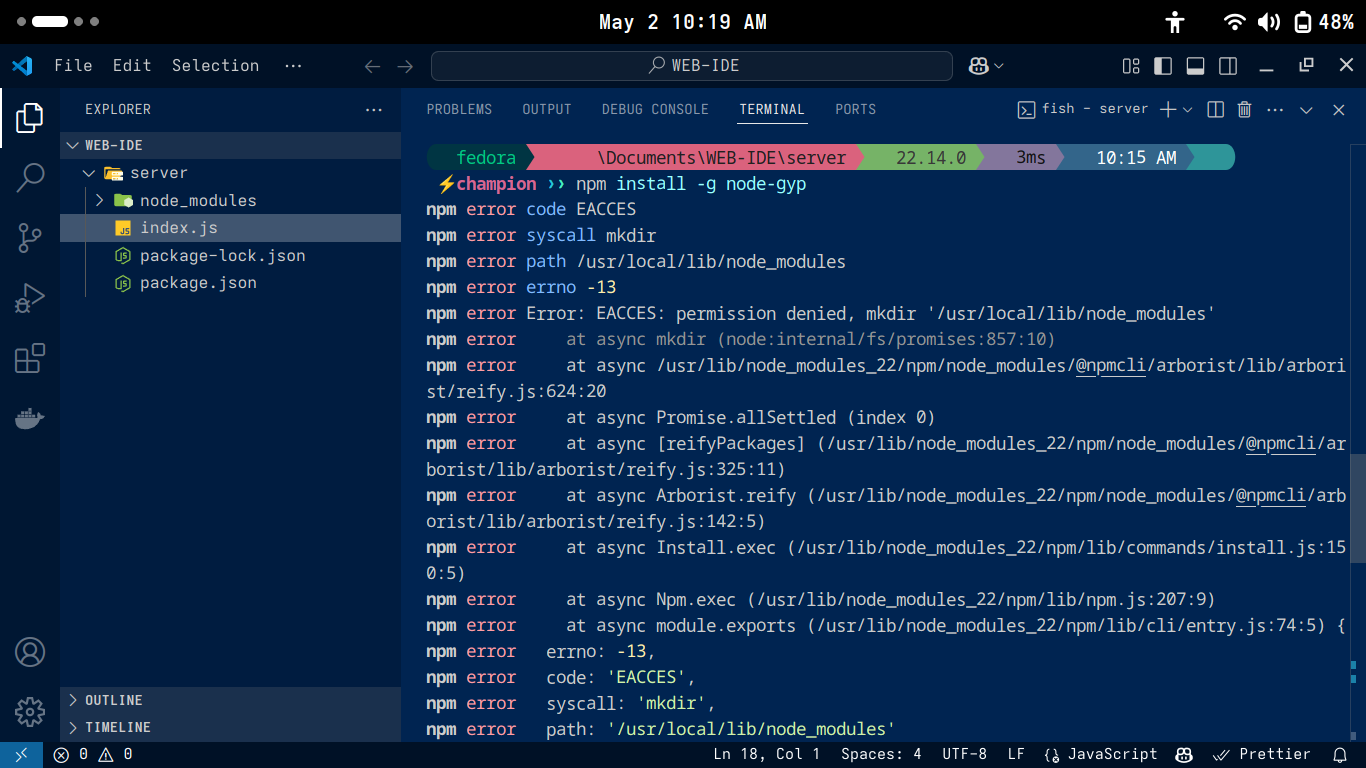 May 2 10:19 AM
48%
File Edit Selection ···
WEB-IDE
EXPLORER
WEB-IDE
server
node_modules
index.js
package-lock.json
package.json
OUTLINE
TIMELINE
PROBLEMS OUTPUT DEBUG CONSOLE TERMINAL PORTS
fish - server
fedora \Documents\WEB-IDE\server 22.14.0 3ms 10:15 AM
⚡champion ›› npm install -g node-gyp
npm error code EACCES
npm error syscall mkdir
npm error path /usr/local/lib/node_modules
npm error errno -13
npm error Error: EACCES: permission denied, mkdir '/usr/local/lib/node_modules'
npm error     at async mkdir (node:internal/fs/promises:857:10)
npm error     at async /usr/lib/node_modules_22/npm/node_modules/@npmcli/arborist/lib/arbori
st/reify.js:624:20
npm error     at async Promise.allSettled (index 0)
npm error     at async [reifyPackages] (/usr/lib/node_modules_22/npm/node_modules/@npmcli/ar
borist/lib/arborist/reify.js:325:11)
npm error     at async Arborist.reify (/usr/lib/node_modules_22/npm/node_modules/@npmcli/arb
orist/lib/arborist/reify.js:142:5)
npm error     at async Install.exec (/usr/lib/node_modules_22/npm/lib/commands/install.js:15
0:5)
npm error     at async Npm.exec (/usr/lib/node_modules_22/npm/lib/npm.js:207:9)
npm error     at async module.exports (/usr/lib/node_modules_22/npm/lib/cli/entry.js:74:5) {
npm error   errno: -13,
npm error   code: 'EACCES',
npm error   syscall: 'mkdir',
npm error   path: '/usr/local/lib/node_modules'
0 0
Ln 18, Col 1 Spaces: 4 UTF-8 LF JavaScript Prettier